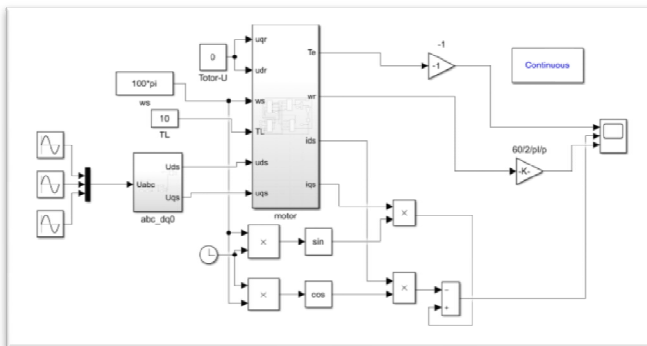 -1
uqr
Te
-1
Continuous
0
udr
Totor-U
100*pi
ws
wr
ws
10
TL
TL
60/2/pI/p
ids
-K-
Uds
uds
Uabc
Uqs
uqs
iqs
abc_dq0
motor
×
×
sin
×
×
cos
−
+